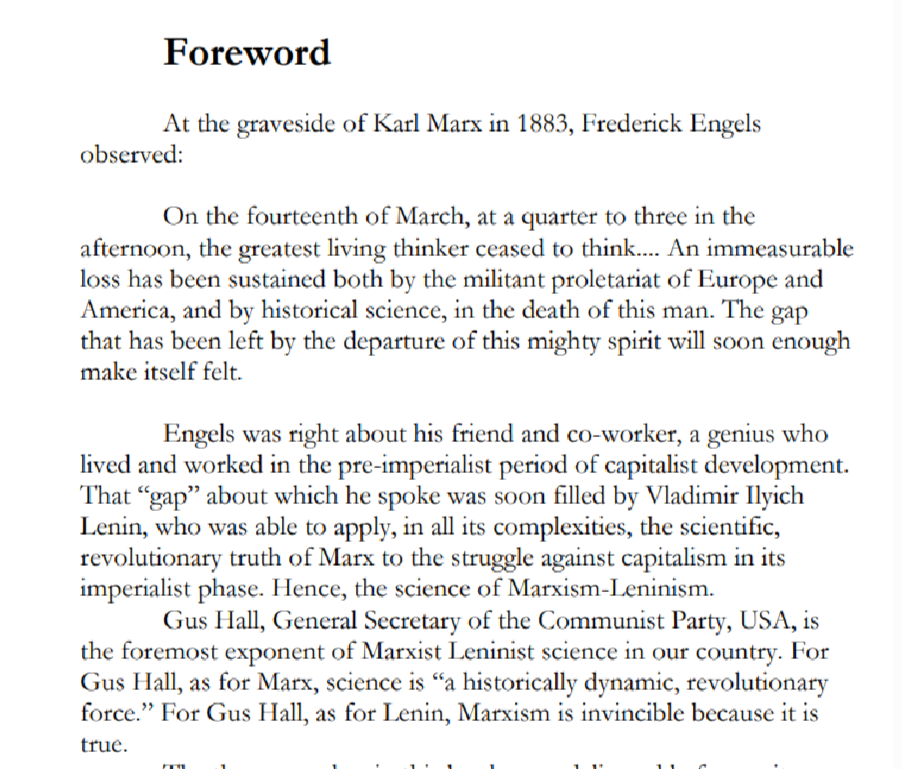 Foreword
At the graveside of Karl Marx in 1883, Frederick Engels
observed:
On the fourteenth of March, at a quarter to three in the
afternoon, the greatest living thinker ceased to think.... An immeasurable
loss has been sustained both by the militant proletariat of Europe and
America, and by historical science, in the death of this man. The gap
that has been left by the departure of this mighty spirit will soon enough
make itself felt.
Engels was right about his friend and co-worker, a genius who
lived and worked in the pre-imperialist period of capitalist development.
That “gap” about which he spoke was soon filled by Vladimir Ilyich
Lenin, who was able to apply, in all its complexities, the scientific,
revolutionary truth of Marx to the struggle against capitalism in its
imperialist phase. Hence, the science of Marxism-Leninism.
Gus Hall, General Secretary of the Communist Party, USA, is
the foremost exponent of Marxist Leninist science in our country. For
Gus Hall, as for Marx, science is “a historically dynamic, revolutionary
force.” For Gus Hall, as for Lenin, Marxism is invincible because it is
true.